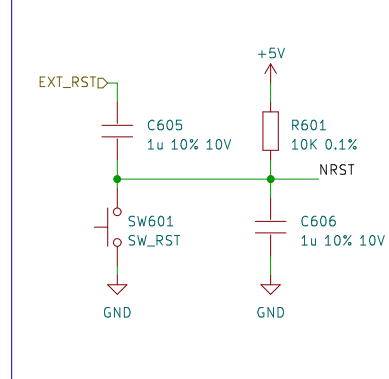 +5V
EXT_RST
C605
1u 10% 10V
R601
10K 0.1%
NRST
SW601
SW_RST
C606
1u 10% 10V
GND
GND